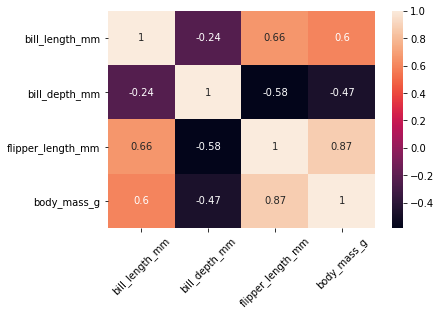 bill_length_mm 1 -0.24 0.66 0.6
bill_depth_mm -0.24 1 -0.58 -0.47
flipper_length_mm 0.66 -0.58 1 0.87
body_mass_g 0.6 -0.47 0.87 1
bill_length_mm bill_depth_mm flipper_length_mm body_mass_g
1.0
0.8
0.6
0.4
0.2
0.0
-0.2
-0.4